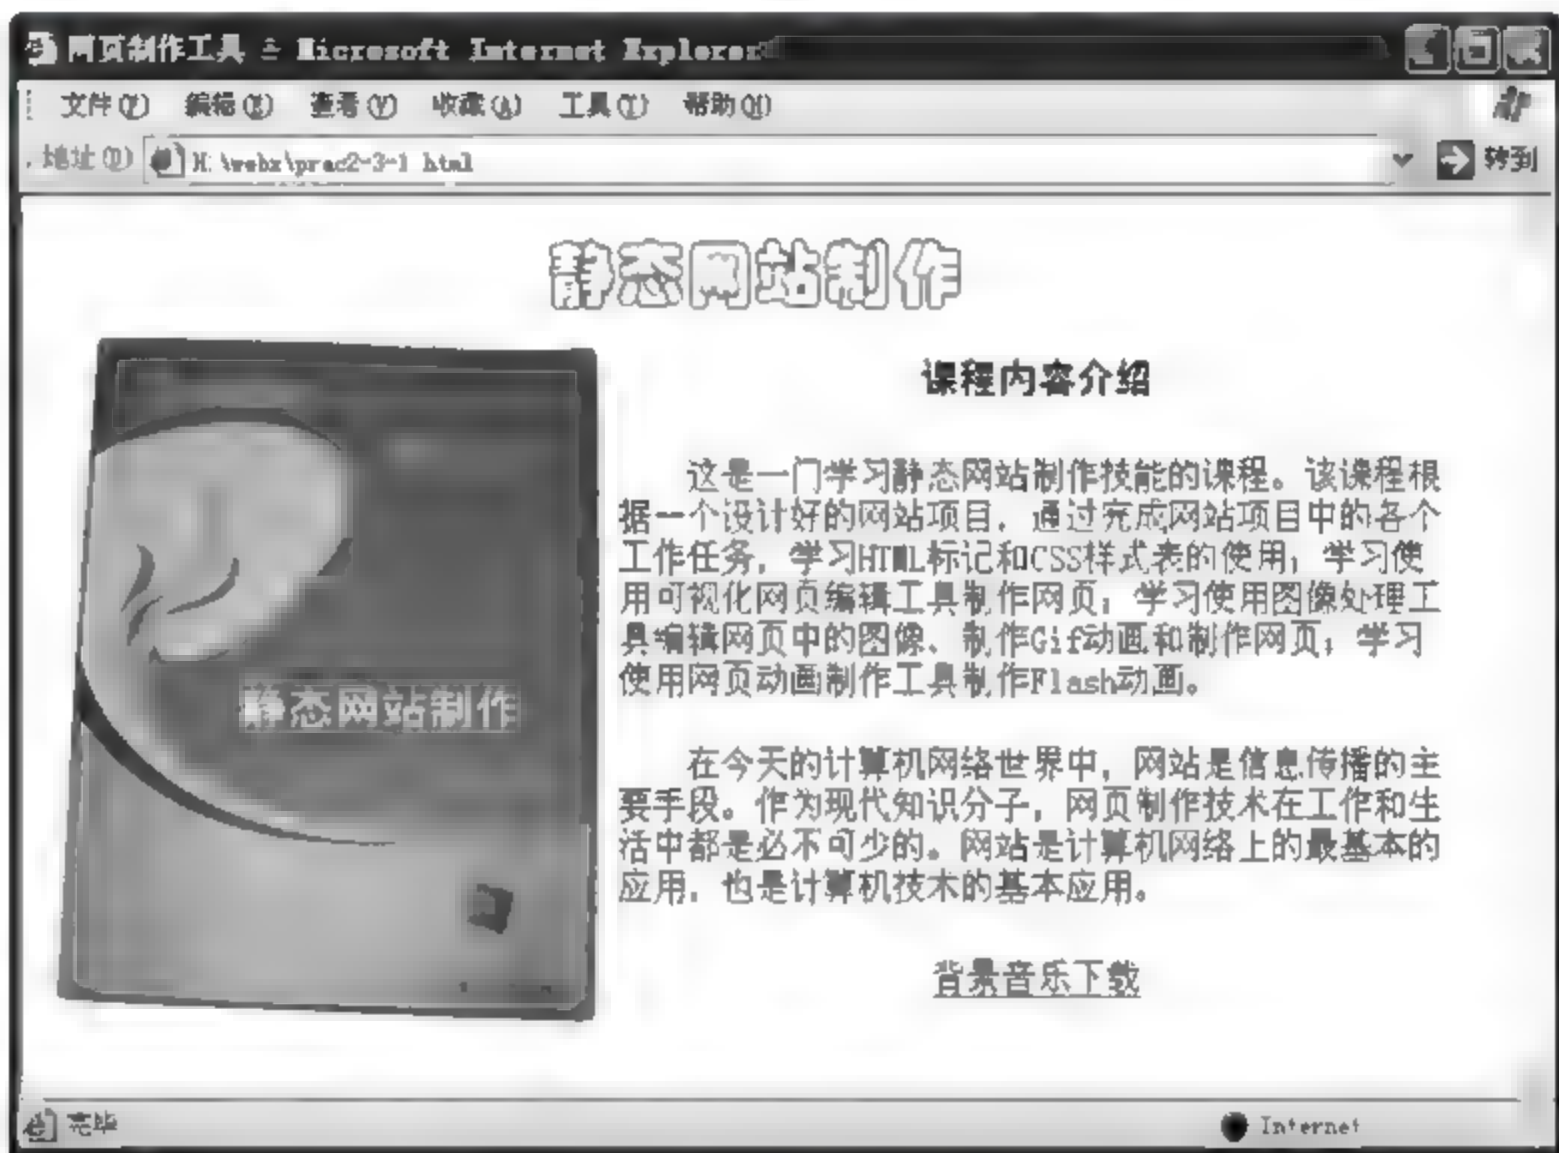 网页制作工具 - Microsoft Internet Explorer
文件(F) 编辑(E) 查看(V) 收藏(A) 工具(T) 帮助(H)
地址(D) H:\webx\prac2-3-1.html 转到
静态网站制作
静态网站制作
课程内容介绍
这是一门学习静态网站制作技能的课程。该课程根
据一个设计好的网站项目，通过完成网站项目中的各个
工作任务，学习HTML标记和CSS样式表的使用；学习使
用可视化网页编辑工具制作网页；学习使用图像处理工
具编辑网页中的图像、制作Gif动画和制作网页；学习
使用网页动画制作工具制作Flash动画。
在今天的计算机网络世界中，网站是信息传播的主
要手段。作为现代知识分子，网页制作技术在工作和生
活中都是必不可少的。网站是计算机网络上的最基本的
应用，也是计算机技术的基本应用。
背景音乐下载
完毕 Internet